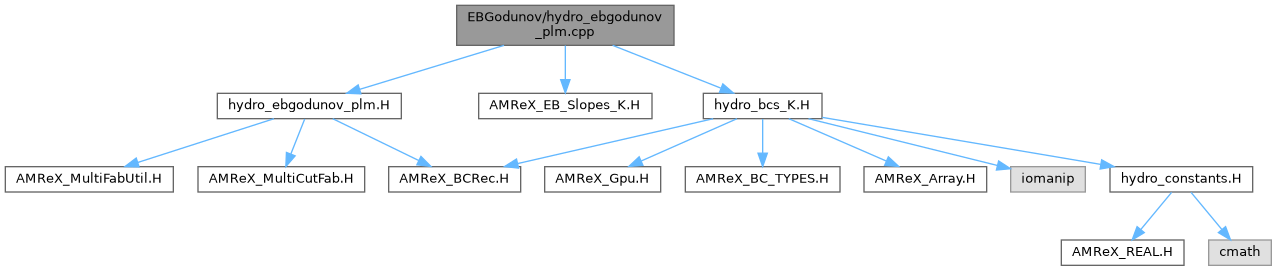 EBGodunov/hydro_ebgodunov
_plm.cpp
hydro_ebgodunov_plm.H
AMReX_EB_Slopes_K.H
hydro_bcs_K.H
AMReX_MultiFabUtil.H
AMReX_MultiCutFab.H
AMReX_BCRec.H
AMReX_Gpu.H
AMReX_BC_TYPES.H
AMReX_Array.H
iomanip
hydro_constants.H
AMReX_REAL.H
cmath